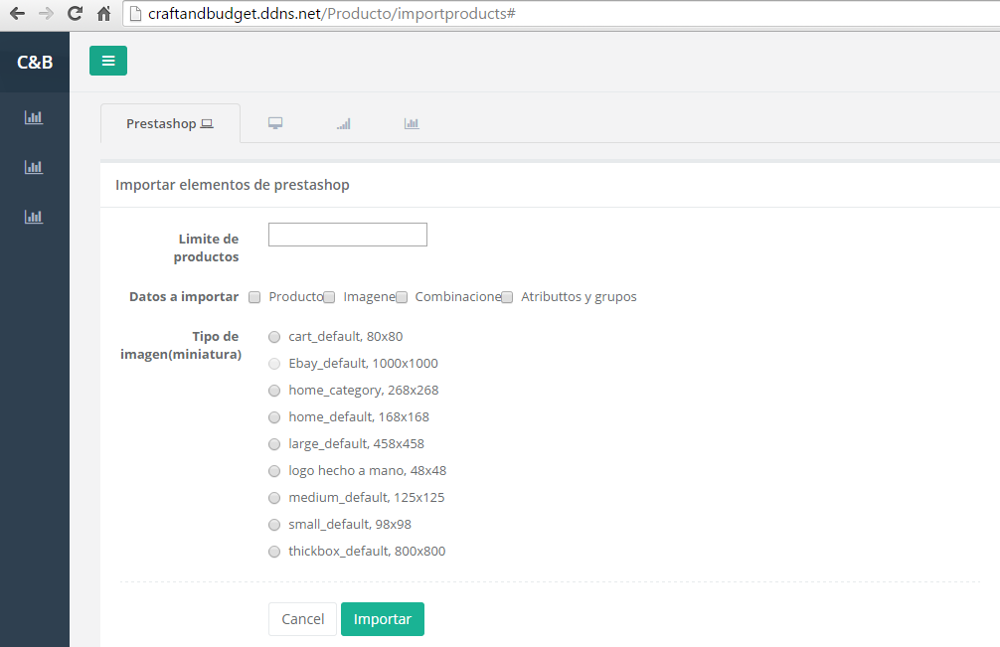 craftandbudget.ddns.net/Producto/importproducts#
C&B
Prestashop
Importar elementos de prestashop
Limite de
productos
Datos a importar Producto Imagene Combinacione Atributtos y grupos
Tipo de
imagen(miniatura)
cart_default, 80x80
Ebay_default, 1000x1000
home_category, 268x268
home_default, 168x168
large_default, 458x458
logo hecho a mano, 48x48
medium_default, 125x125
small_default, 98x98
thickbox_default, 800x800
Cancel Importar